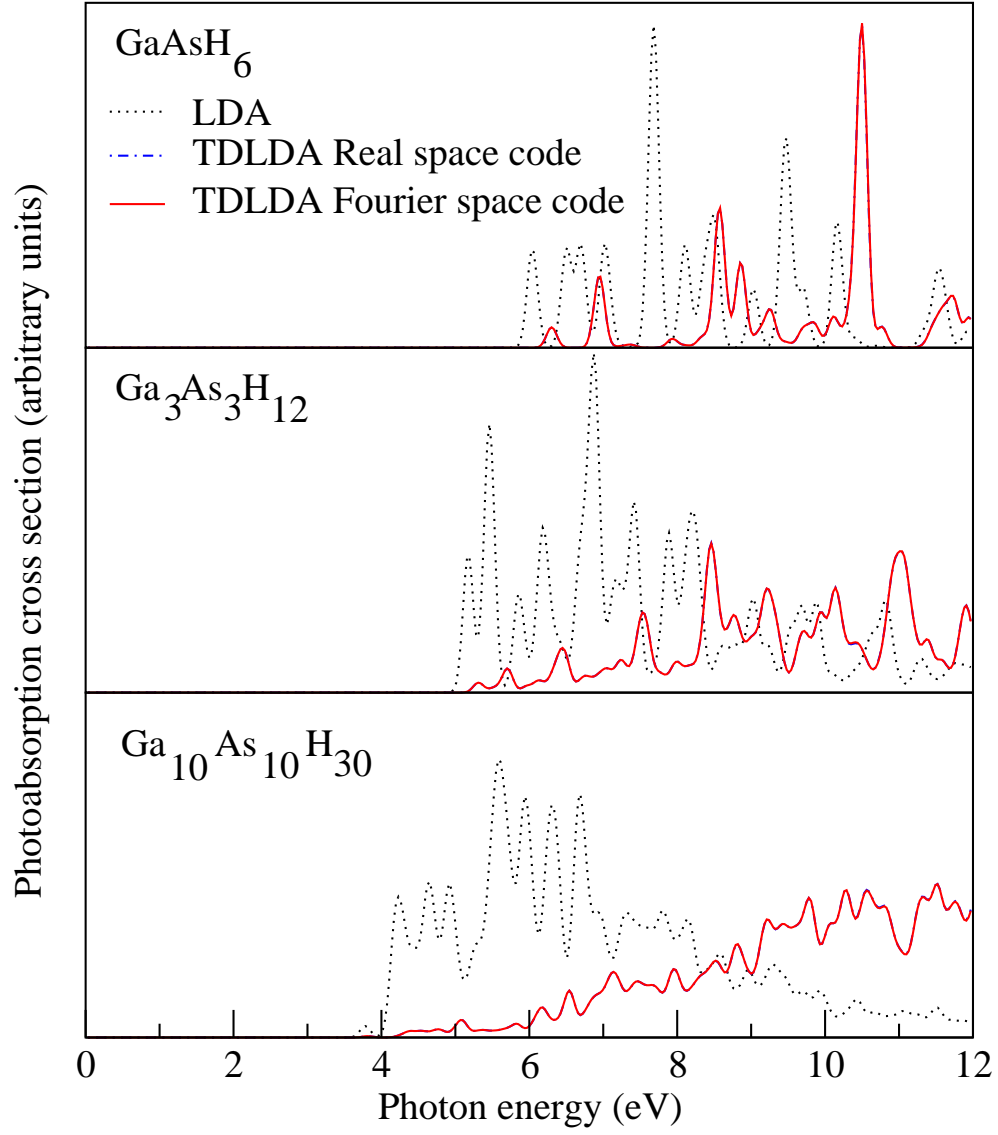 GaAsH6
LDA
TDLDA Real space code
TDLDA Fourier space code
Ga3As3H12
Ga10As10H30
Photoabsorption cross section (arbitrary units)
0 2 4 6 8 10 12
Photon energy (eV)